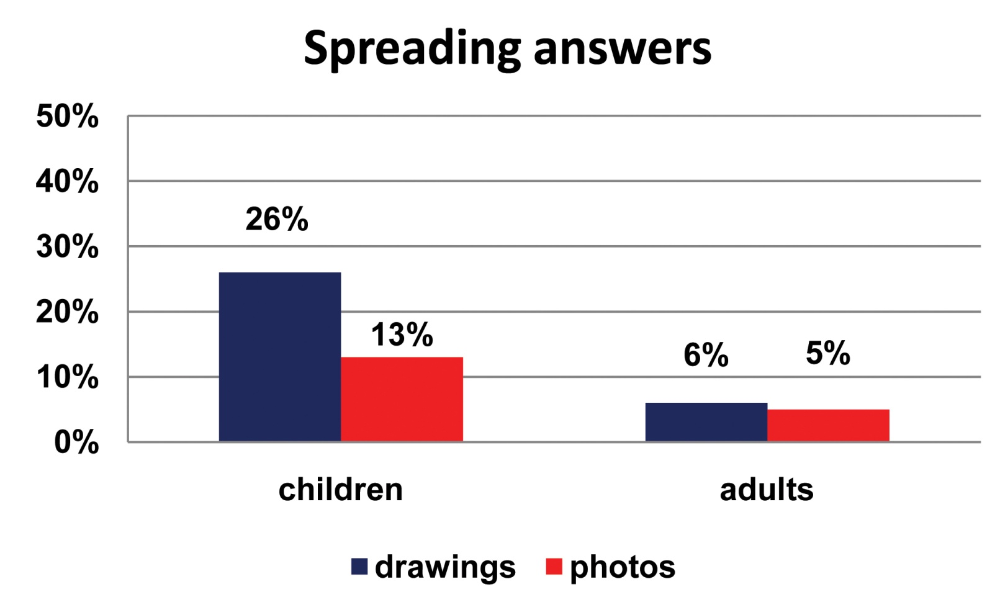 Spreading answers
50%
40%
30%
20%
10%
0%
26%
13%
6%
5%
children
adults
drawings
photos